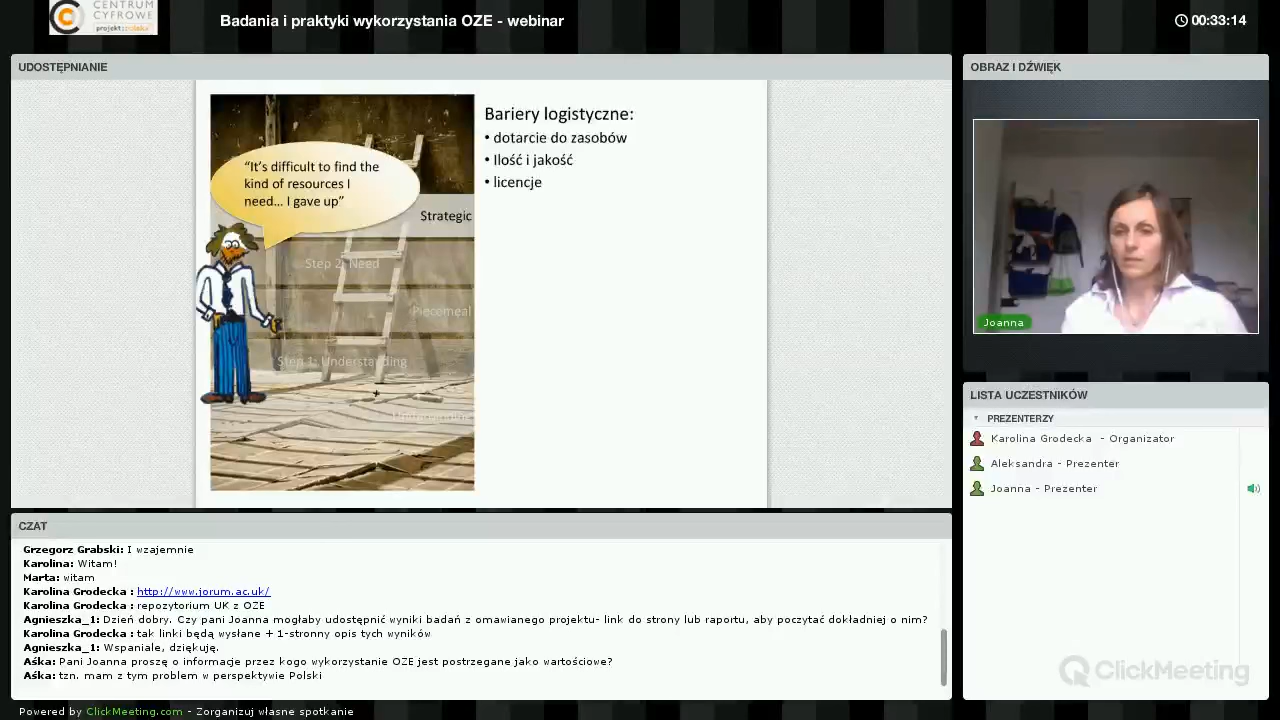 CENTRUM
CYFROWE
Badania i praktyki wykorzystania OZE - webinar
00:33:14
UDOSTĘPNIANIE
OBRAZ I DŹWIĘK
"It's difficult to find the
kind of resources I
need... I gave up"
Strategic
Step 2: Need
Piecemeal
Step 1: Understanding
Bariery logistyczne:
• dotarcie do zasobów
• Ilość i jakość
• licencje
Joanna
LISTA UCZESTNIKÓW
PREZENTERZY
Karolina Grodecka - Organizator
Aleksandra - Prezenter
Joanna - Prezenter
CZAT
Grzegorz Grabski: I wzajemnie
Karolina: Witam!
Marta: witam
Karolina Grodecka : http://www.jorum.ac.uk/
Karolina Grodecka : repozytorium UK z OZE
Agnieszka_1: Dzień dobry. Czy pani Joanna mogłaby udostępnić wyniki badań z omawianego projektu- link do strony lub raportu, aby poczytać dokładniej o nim?
Karolina Grodecka : tak linki będą wysłane + 1-stronny opis tych wyników
Agnieszka_1: Wspaniale, dziękuję.
Aśka: Pani Joanna proszę o informacje przez kogo wykorzystanie OZE jest postrzegane jako wartościowe?
Aśka: tzn. mam z tym problem w perspektywie Polski
ClickMeeting
Powered by ClickMeeting.com - Zorganizuj własne spotkanie